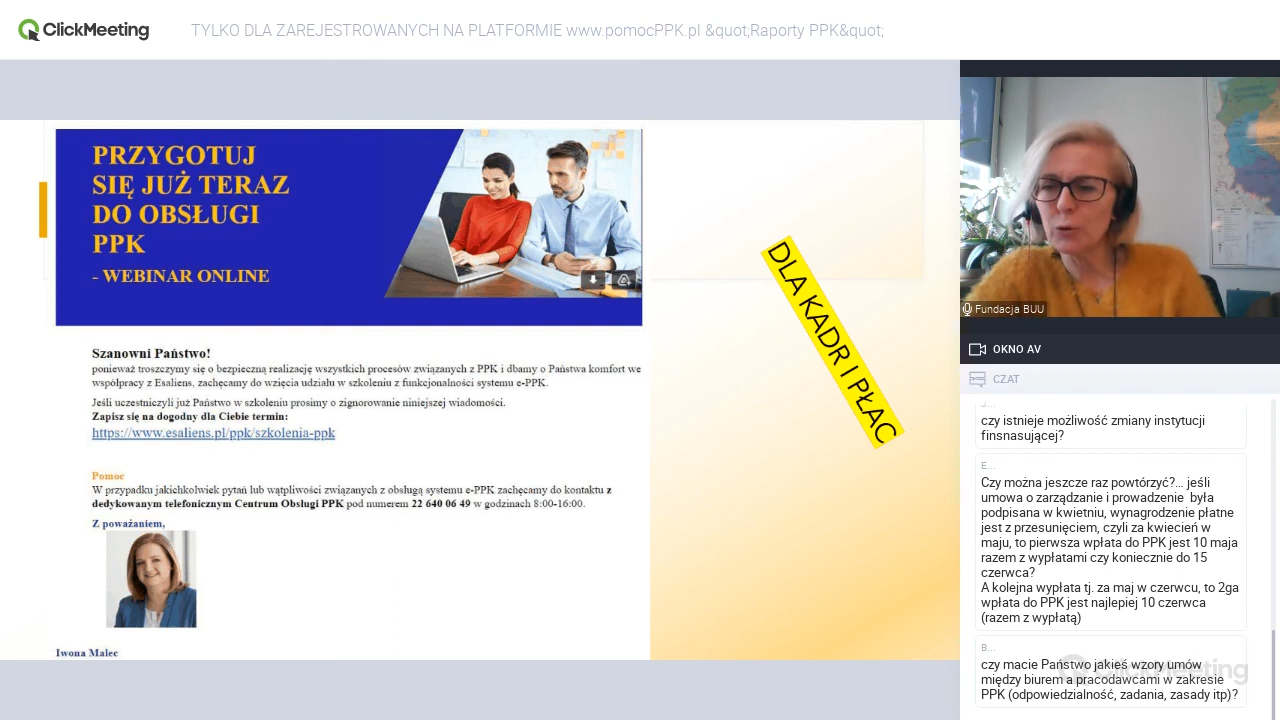 ClickMeeting
TYLKO DLA ZAREJESTROWANYCH NA PLATFORMIE www.pomocPPK.pl &quot;Raporty PPK&quot;
PRZYGOTUJ
SIĘ JUŻ TERAZ
DO OBSŁUGI
PPK
- WEBINAR ONLINE
Szanowni Państwo!
ponieważ troszczymy się o bezpieczną realizację wszystkich procesów związanych z PPK i dbamy o Państwa komfort we
współpracy z Esaliens, zachęcamy do wzięcia udziału w szkoleniu z funkcjonalności systemu e-PPK.
Jeśli uczestniczyli już Państwo w szkoleniu prosimy o zignorowanie niniejszej wiadomości.
Zapisz się na dogodny dla Ciebie termin:
https://www.esaliens.pl/ppk/szkolenia-ppk
Pomoc
W przypadku jakichkolwiek pytań lub wątpliwości związanych z obsługą systemu e-PPK zachęcamy do kontaktu z
dedykowanym telefonicznym Centrum Obsługi PPK pod numerem 22 640 06 49 w godzinach 8:00-16:00.
Z poważaniem,
Iwona Malec
DLA KADR I PŁAC
Fundacja BUU
OKNO AV
CZAT
czy istnieje możliwość zmiany instytucji
finsnasującej?
E...
Czy można jeszcze raz powtórzyć?... jeśli
umowa o zarządzanie i prowadzenie była
podpisana w kwietniu, wynagrodzenie płatne
jest z przesunięciem, czyli za kwiecień w
maju, to pierwsza wpłata do PPK jest 10 maja
razem z wypłatami czy koniecznie do 15
czerwca?
A kolejna wypłata tj. za maj w czerwcu, to 2ga
wpłata do PPK jest najlepiej 10 czerwca
(razem z wypłatą)
B...
czy macie Państwo jakieś wzory umów
między biurem a pracodawcami w zakresie
PPK (odpowiedzialność, zadania, zasady itp)?
ClickMeeting